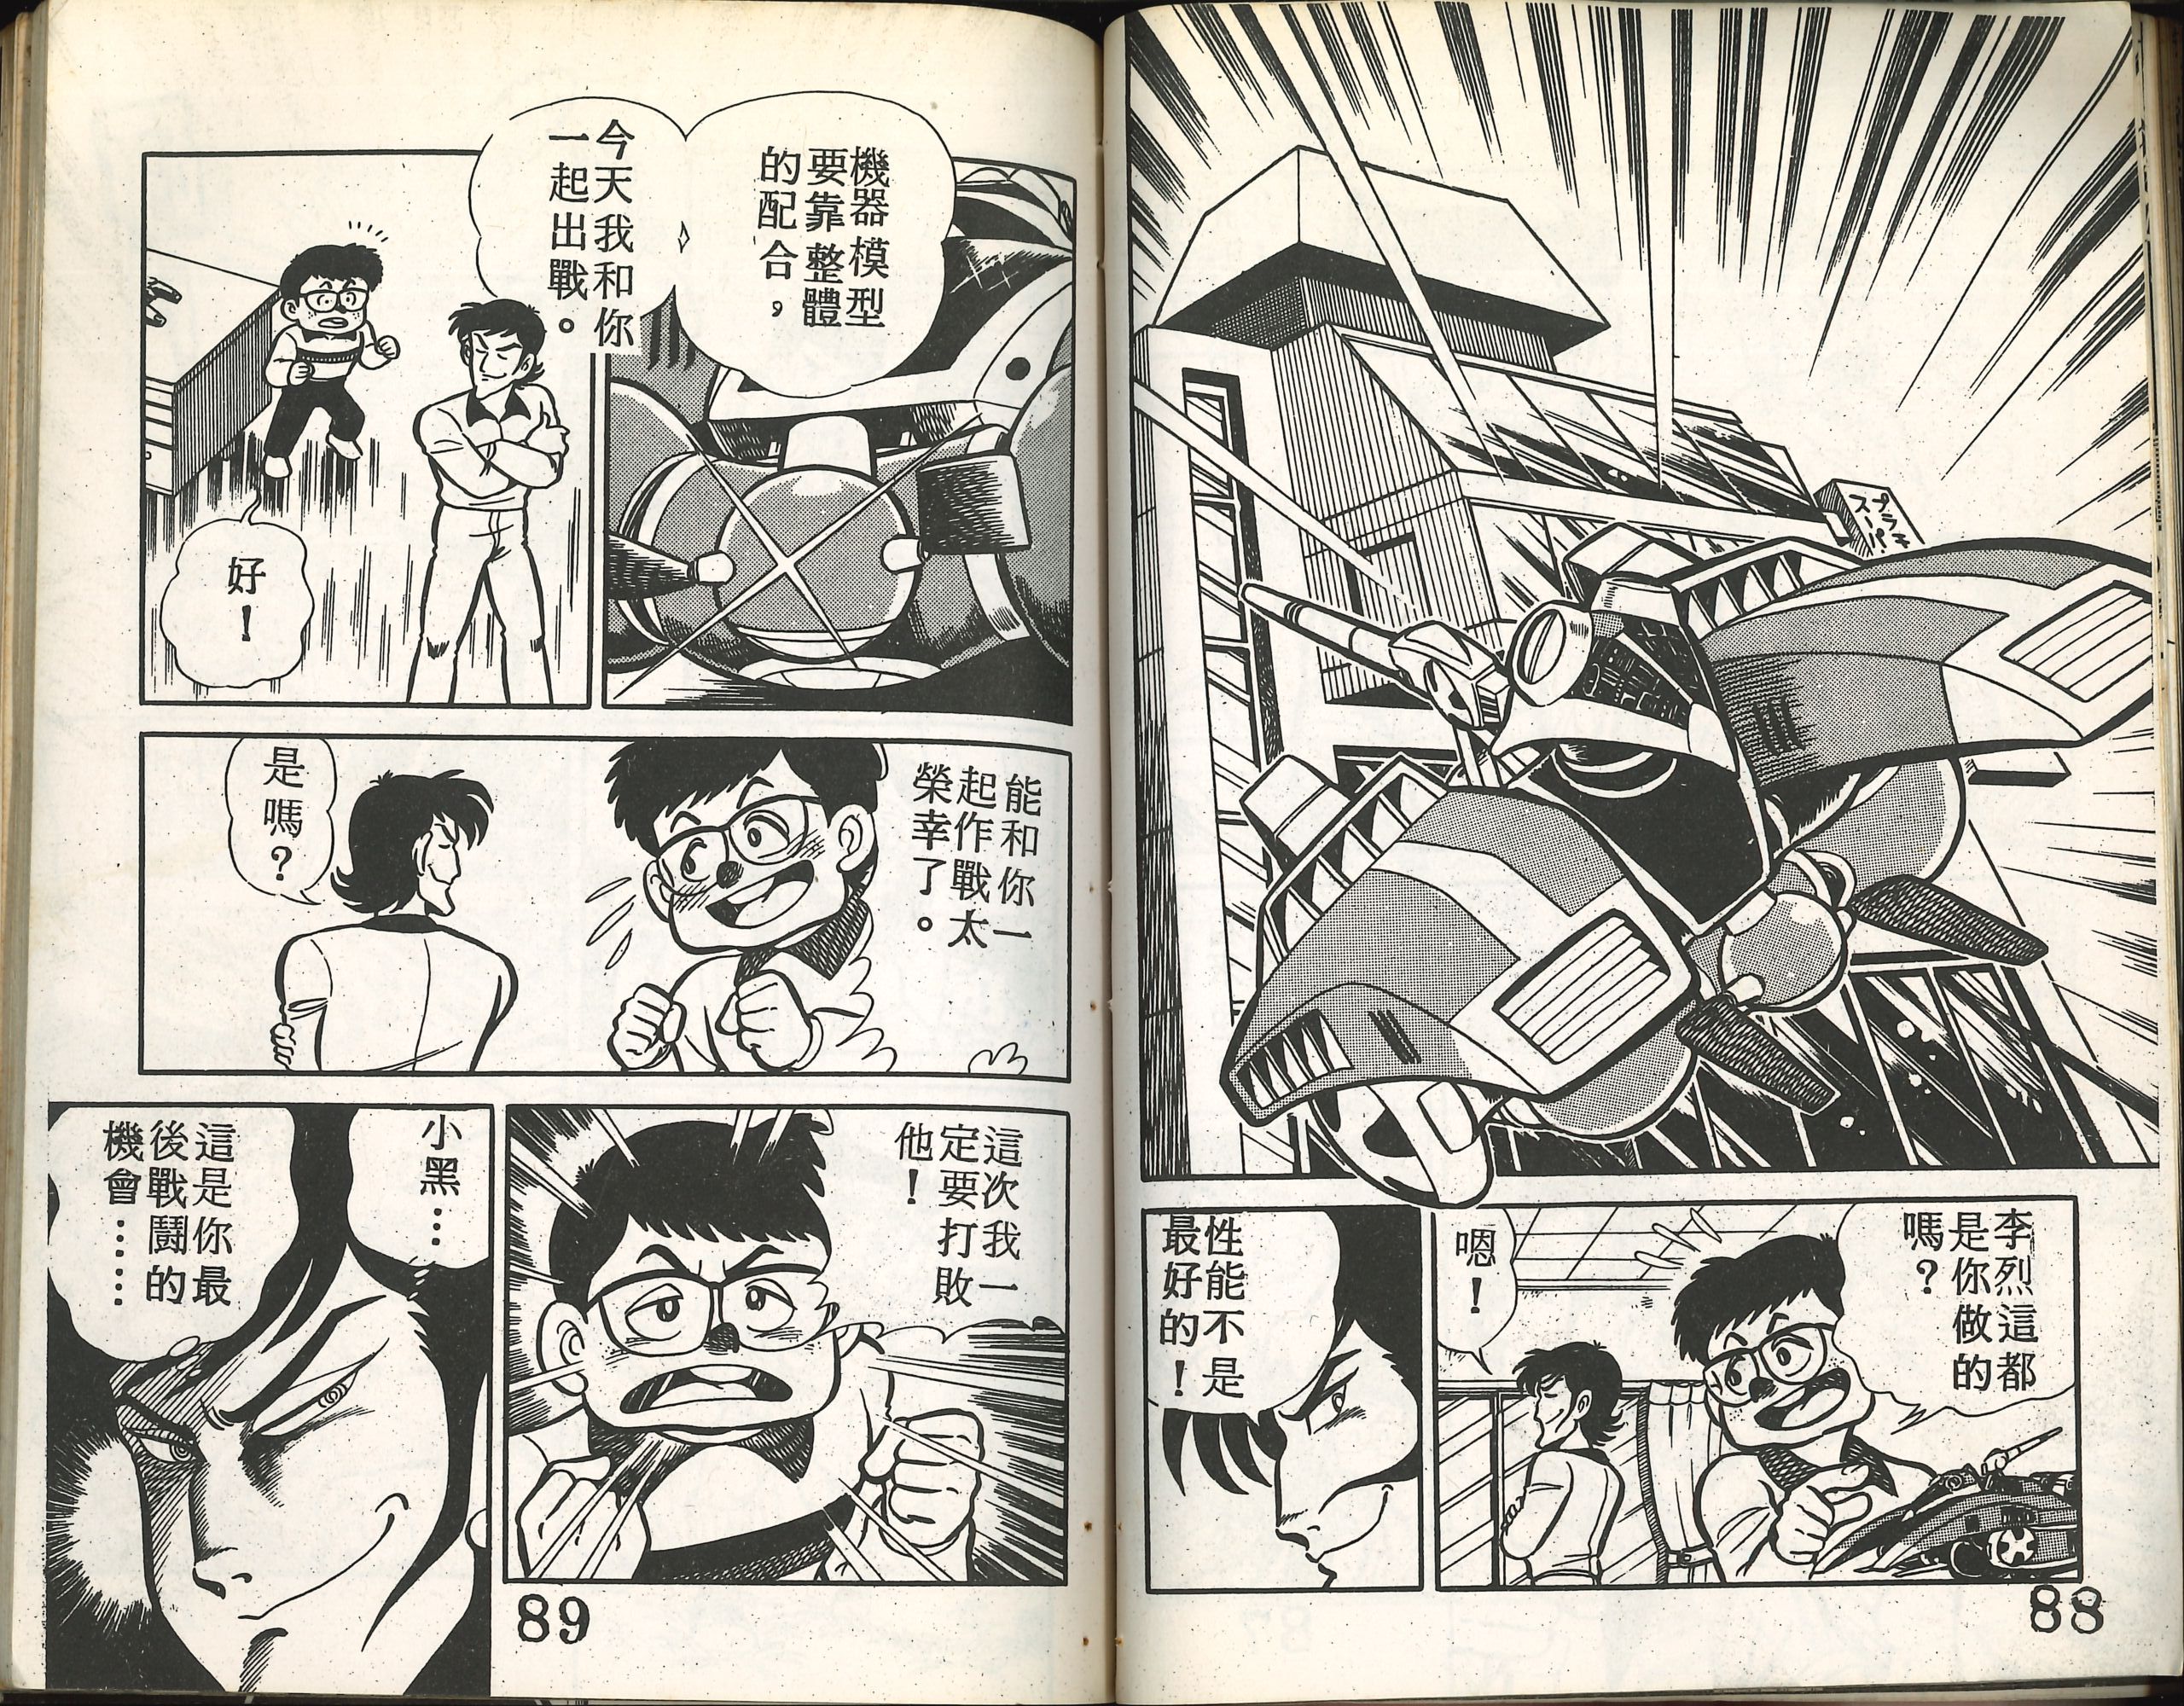 プラキ
スーパ
李烈這都
是你做的
嗎？
嗯！
性能不是
最好的！
88
機器模型
要靠整體
的配合，
今天我和你
一起出戰。
好！
能和你一
起作戰太
榮幸了。
是嗎？
這次我一
定要打敗
他！
小黑…
這是你最
後戰鬪的
機會……
89